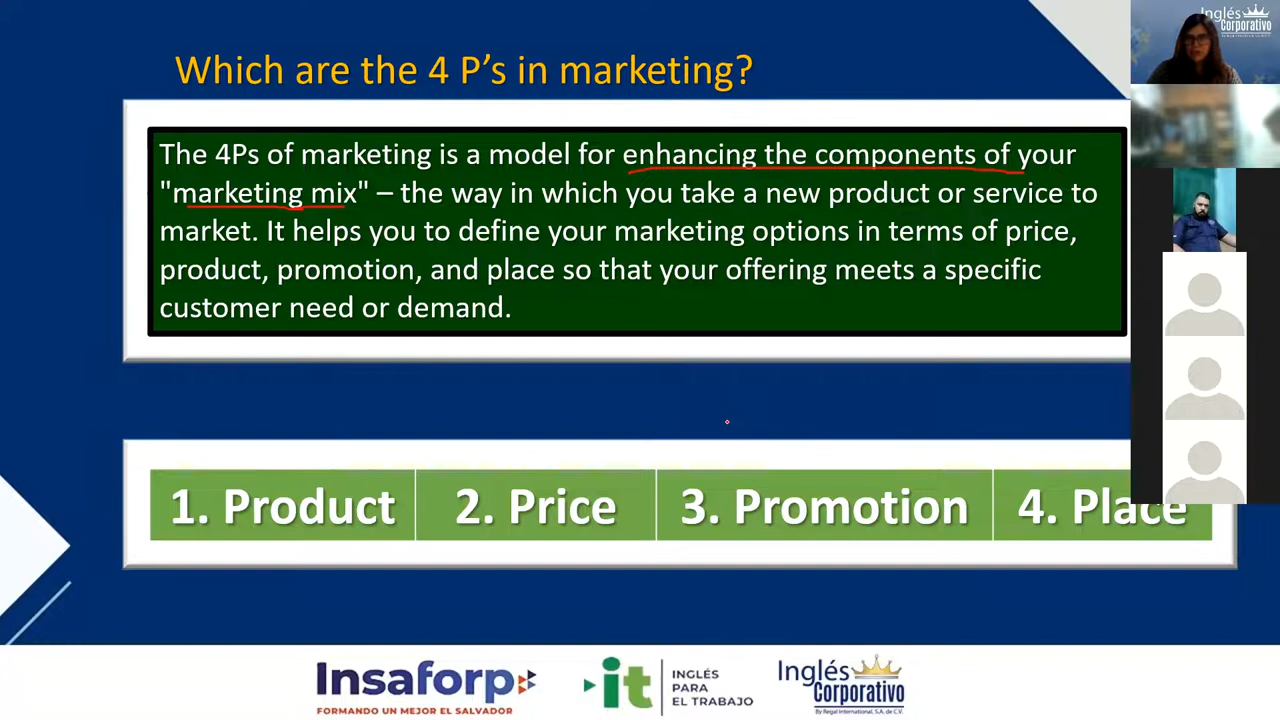 Which are the 4 P’s in marketing?
The 4Ps of marketing is a model for enhancing the components of your
"marketing mix" – the way in which you take a new product or service to
market. It helps you to define your marketing options in terms of price,
product, promotion, and place so that your offering meets a specific
customer need or demand.
1. Product
2. Price
3. Promotion
4. Place
Inglés
Corporativo
Insaforp
FORMANDO UN MEJOR EL SALVADOR
it
INGLÉS
PARA
EL TRABAJO
Inglés
Corporativo
By Regal International, S.A. de C.V.